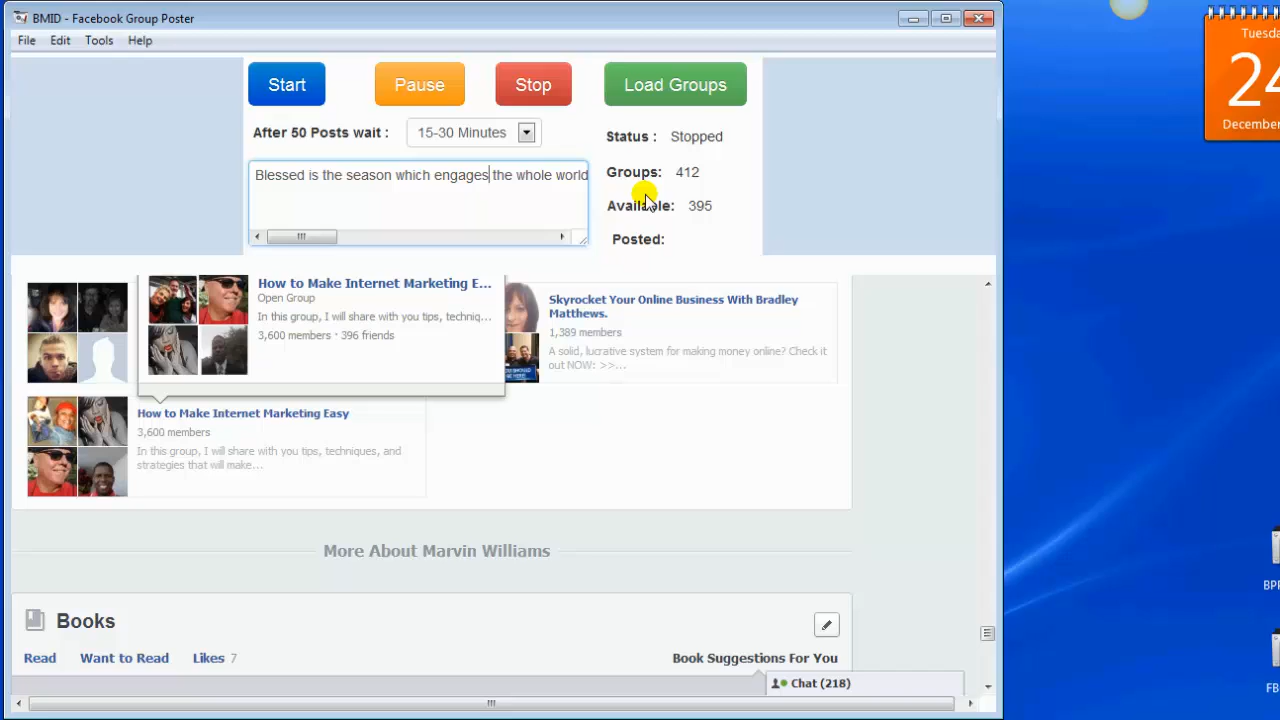 BMID - Facebook Group Poster
File Edit Tools Help
Start Pause Stop Load Groups
After 50 Posts wait : 15-30 Minutes
Status : Stopped
Groups: 412
Available: 395
Posted:
Blessed is the season which engages the whole world
How to Make Internet Marketing E...
Open Group
In this group, I will share with you tips, techniq...
3,600 members · 396 friends
Skyrocket Your Online Business With Bradley
Matthews.
1,389 members
A solid, lucrative system for making money online? Check it
out NOW: >>...
How to Make Internet Marketing Easy
3,600 members
In this group, I will share with you tips, techniques, and
strategies that will make...
More About Marvin Williams
Books
Read Want to Read Likes 7
Book Suggestions For You
Chat (218)
Tuesda
24
December
FB